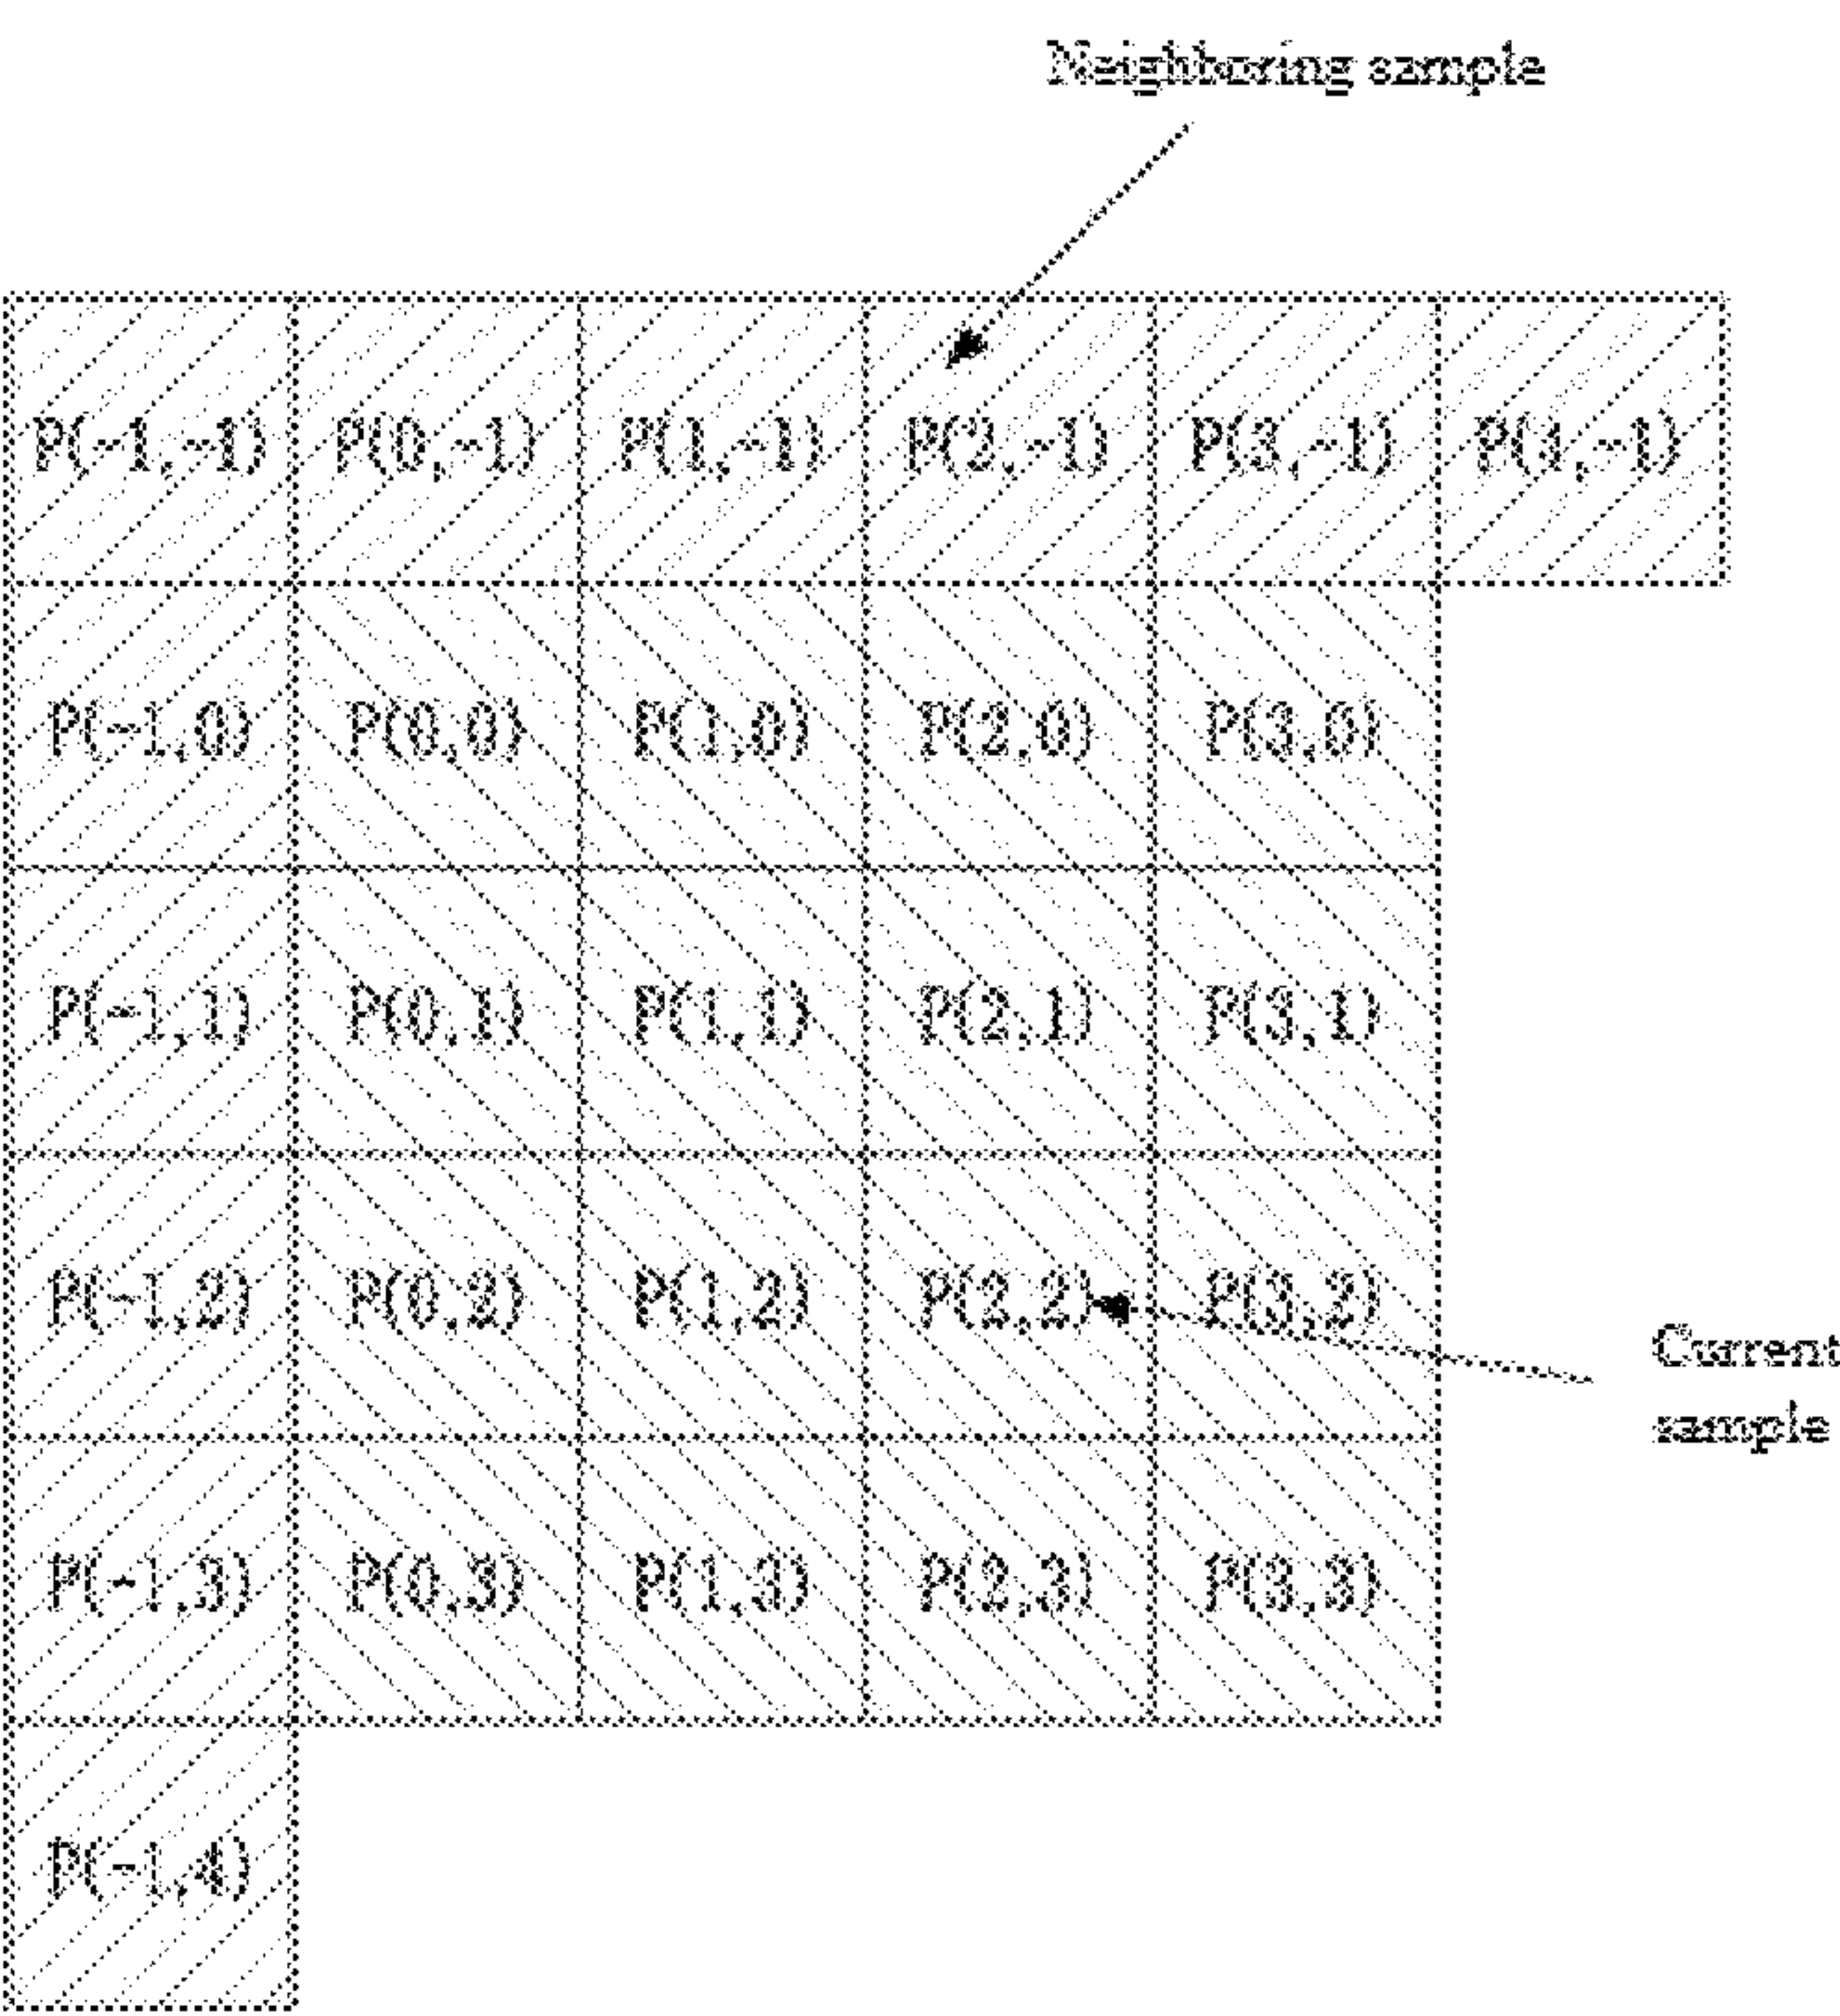 Neighboring sample
P(-1,-1) P(0,-1) P(1,-1) P(2,-1) P(3,-1) P(4,-1)
P(-1,0) P(0,0) P(1,0) P(2,0) P(3,0)
P(-1,1) P(0,1) P(1,1) P(2,1) P(3,1)
P(-1,2) P(0,2) P(1,2) P(2,2) P(3,2)
Current
sample
P(-1,3) P(0,3) P(1,3) P(2,3) P(3,3)
P(-1,4)